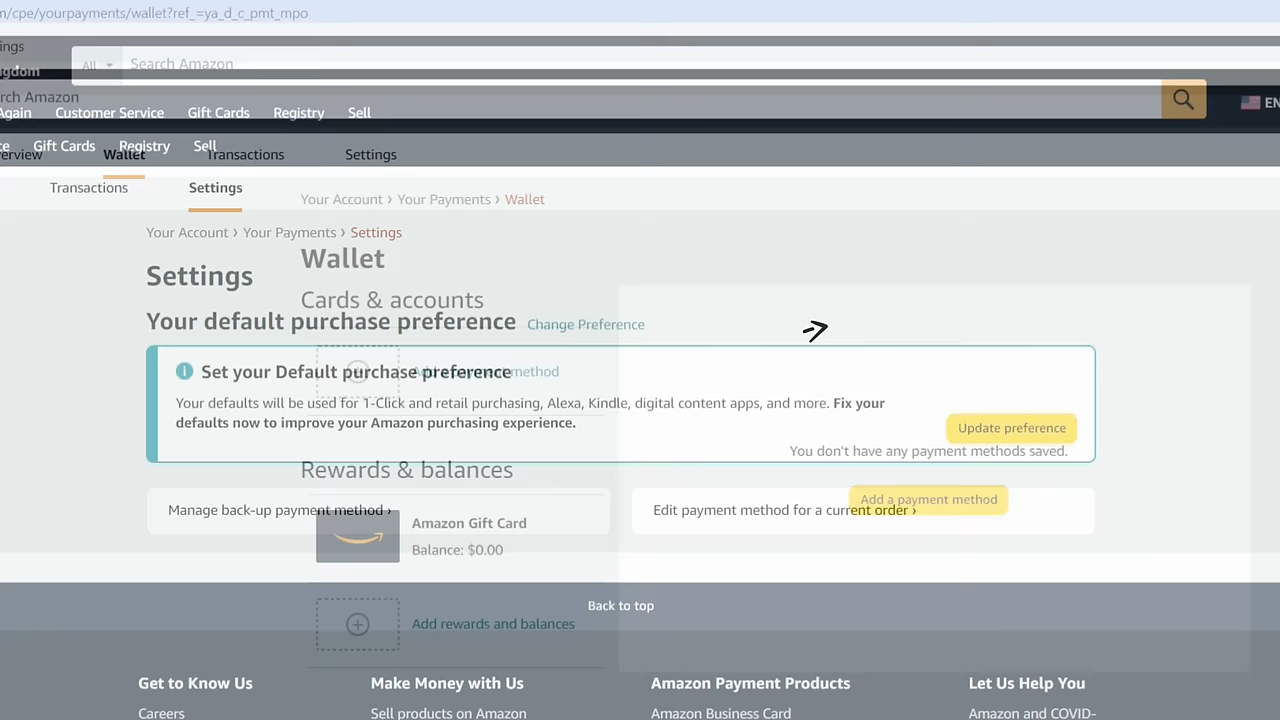 m/cpe/yourpayments/wallet?ref_=ya_d_c_pmt_mpo
ngs
ngdom
All
Search Amazon
rch Amazon
EN
Again Customer Service Gift Cards Registry Sell
ce Gift Cards Registry Sell
erview Wallet Transactions Settings
Transactions Settings
Your Account › Your Payments › Wallet
Your Account › Your Payments › Settings
Wallet
Settings
Cards & accounts
Your default purchase preference Change Preference
Set your Default purchase preference
Add a payment method
Your defaults will be used for 1-Click and retail purchasing, Alexa, Kindle, digital content apps, and more. Fix your
defaults now to improve your Amazon purchasing experience.
Update preference
You don't have any payment methods saved.
Rewards & balances
Add a payment method
Manage back-up payment method ›
Edit payment method for a current order ›
Amazon Gift Card
Balance: $0.00
Back to top
Add rewards and balances
Get to Know Us Make Money with Us Amazon Payment Products Let Us Help You
Careers Sell products on Amazon Amazon Business Card Amazon and COVID-